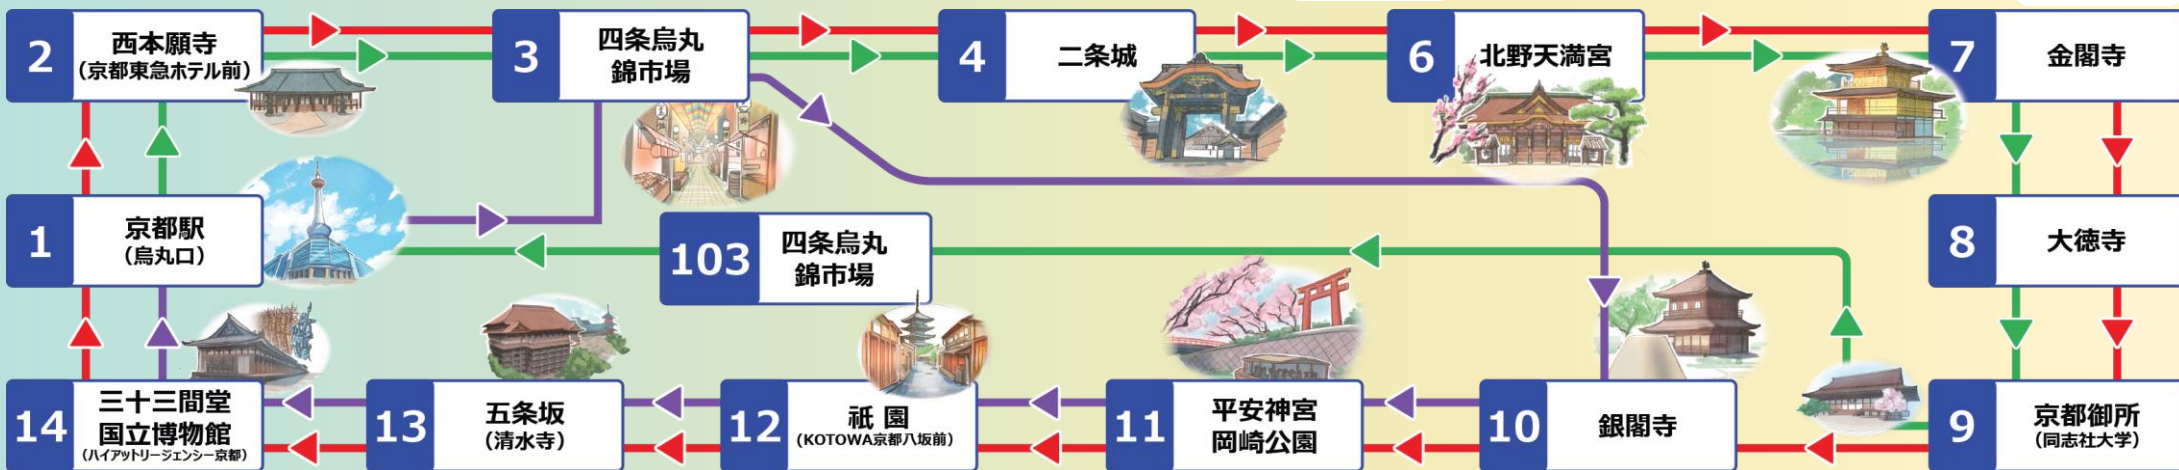 2
西本願寺
(京都東急ホテル前)
3
四条烏丸
錦市場
4
二条城
6
北野天満宮
7
金閣寺
1
京都駅
(烏丸口)
103
四条烏丸
錦市場
8
大徳寺
14
三十三間堂
国立博物館
(ハイアットリージェンシー京都)
13
五条坂
(清水寺)
12
祇 園
(KOTOWA京都八坂前)
11
平安神宮
岡崎公園
10
銀閣寺
9
京都御所
(同志社大学)